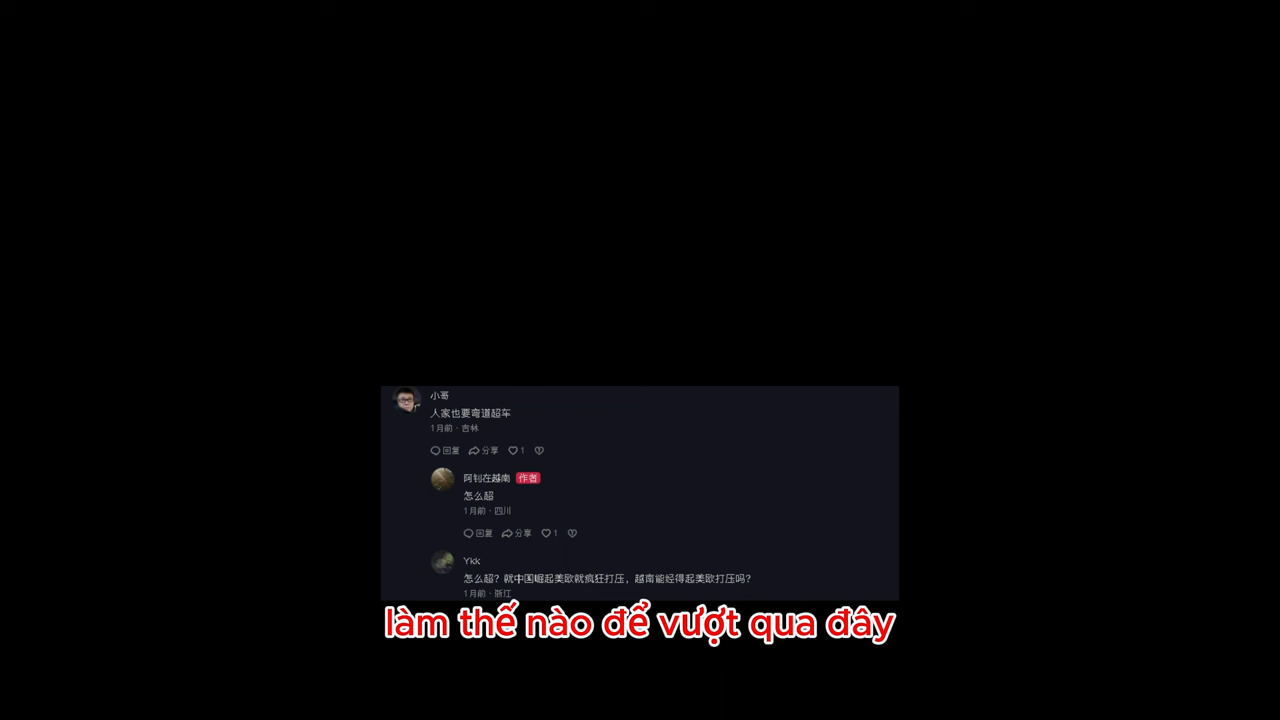 小哥
人家也要弯道超车
1月前·吉林
回复 分享 1
阿钊在越南 作者
怎么超
1月前·四川
回复 分享 1
Ykk
怎么超？就中国崛起美欧就疯狂打压，越南能经得起美欧打压吗？
1月前·浙江
làm thế nào để vượt qua đây